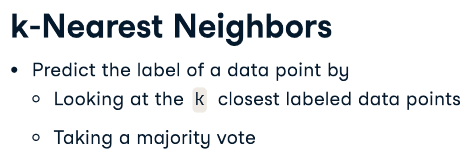 k-Nearest Neighbors
• Predict the label of a data point by
○ Looking at the k closest labeled data points
○ Taking a majority vote